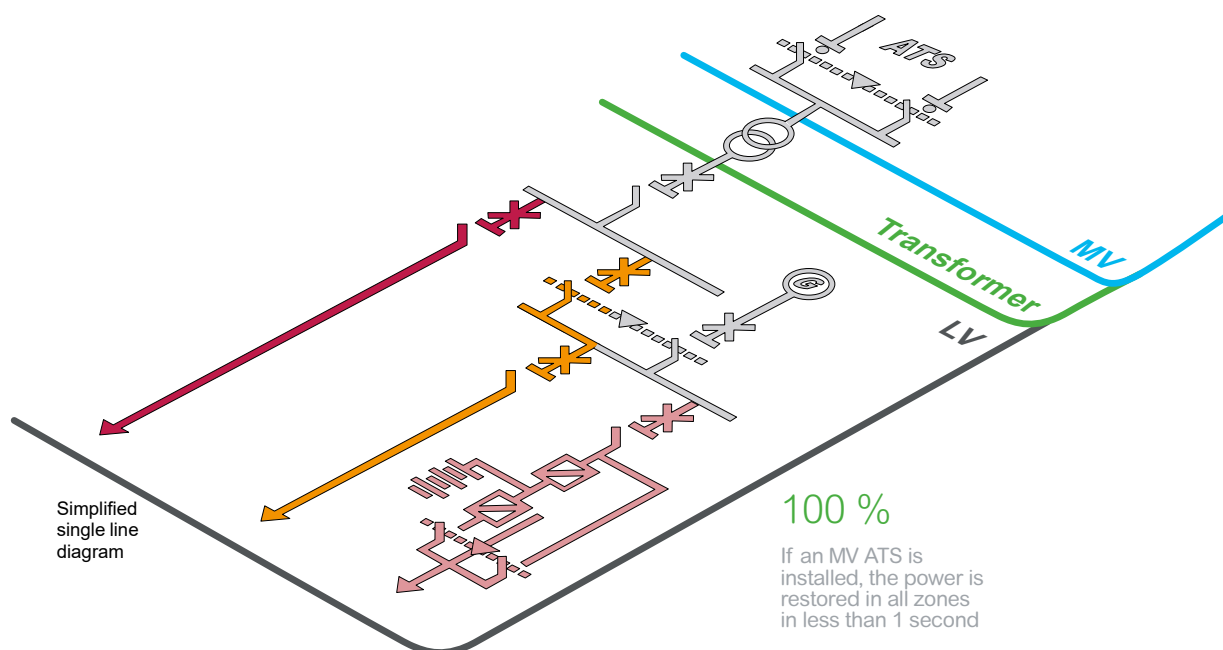 ATS
MV
Transformer
LV
G
Simplified
single line
diagram
100 %
If an MV ATS is
installed, the power is
restored in all zones
in less than 1 second